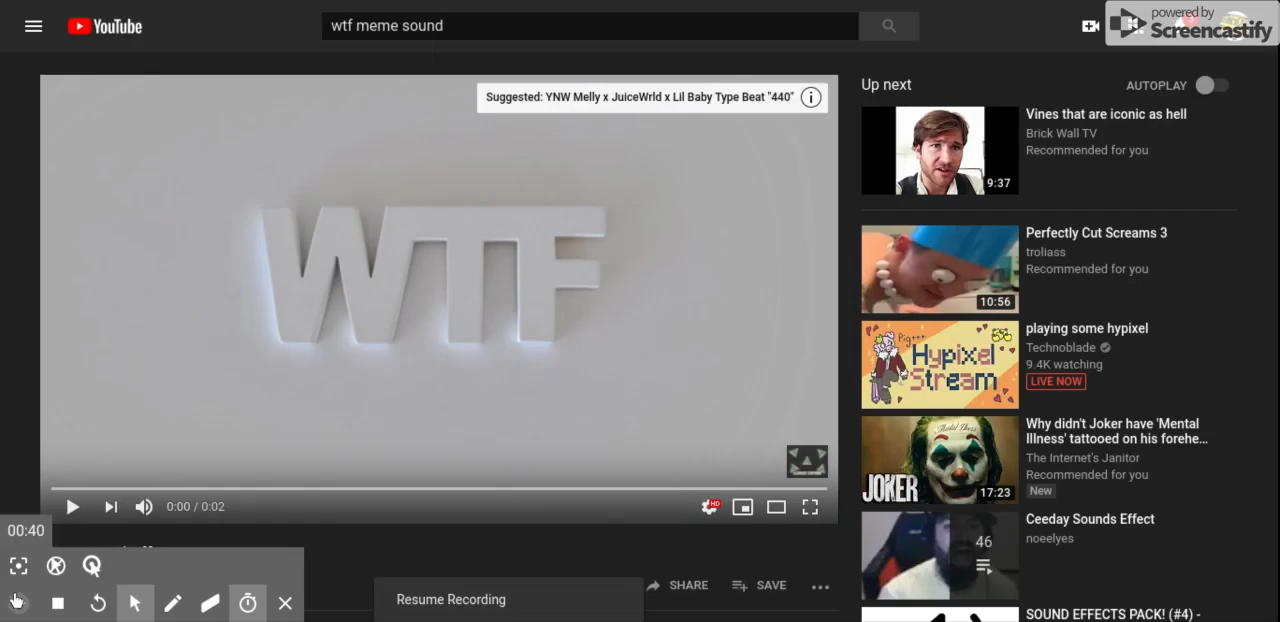 YouTube
wtf meme sound
powered by
Screencastify
Suggested: YNW Melly x JuiceWrld x Lil Baby Type Beat "440"
WTF
0:00 / 0:02
HD
00:40
Resume Recording
SHARE
SAVE
Up next
AUTOPLAY
Vines that are iconic as hell
Brick Wall TV
Recommended for you
9:37
Perfectly Cut Screams 3
troliass
Recommended for you
10:56
playing some hypixel
Technoblade
9.4K watching
LIVE NOW
Hypixel
Stream
Why didn't Joker have 'Mental
Illness' tattooed on his forehe...
The Internet's Janitor
Recommended for you
New
JOKER
17:23
Ceeday Sounds Effect
noeelyes
46
SOUND EFFECTS PACK! (#4) -